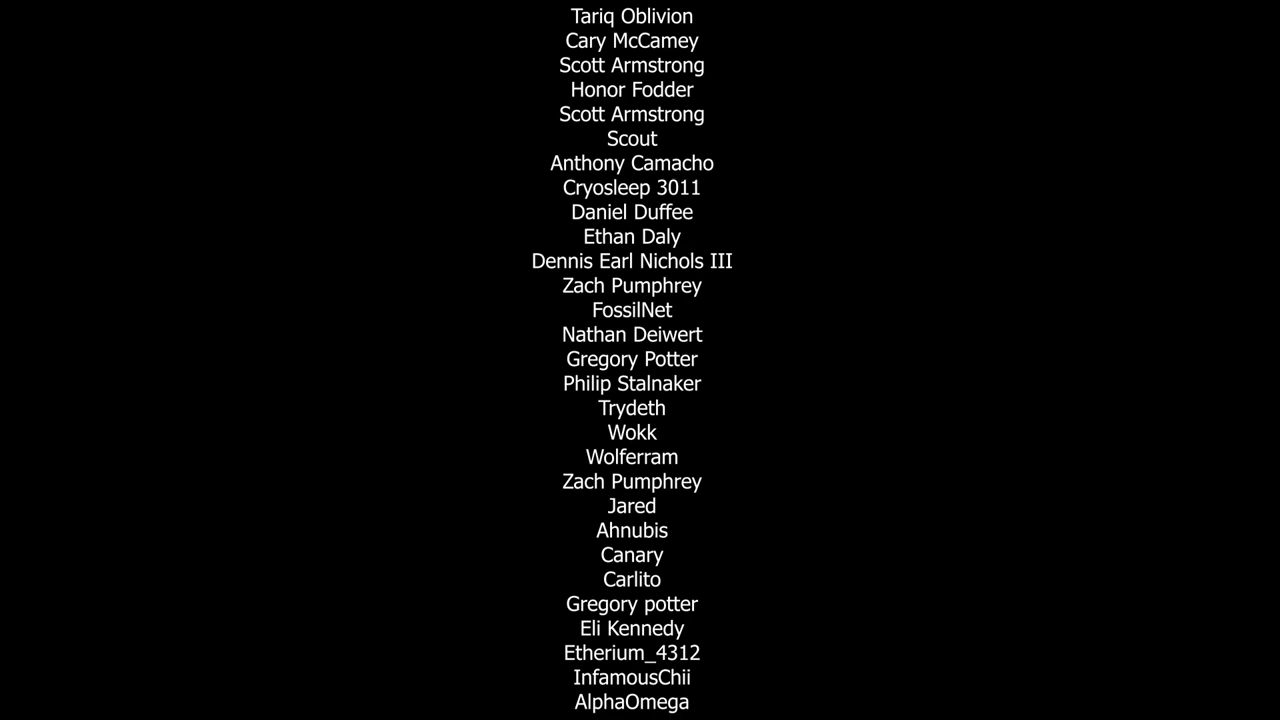 Tariq Oblivion
Cary McCamey
Scott Armstrong
Honor Fodder
Scott Armstrong
Scout
Anthony Camacho
Cryosleep 3011
Daniel Duffee
Ethan Daly
Dennis Earl Nichols III
Zach Pumphrey
FossilNet
Nathan Deiwert
Gregory Potter
Philip Stalnaker
Trydeth
Wokk
Wolferram
Zach Pumphrey
Jared
Ahnubis
Canary
Carlito
Gregory potter
Eli Kennedy
Etherium_4312
InfamousChii
AlphaOmega